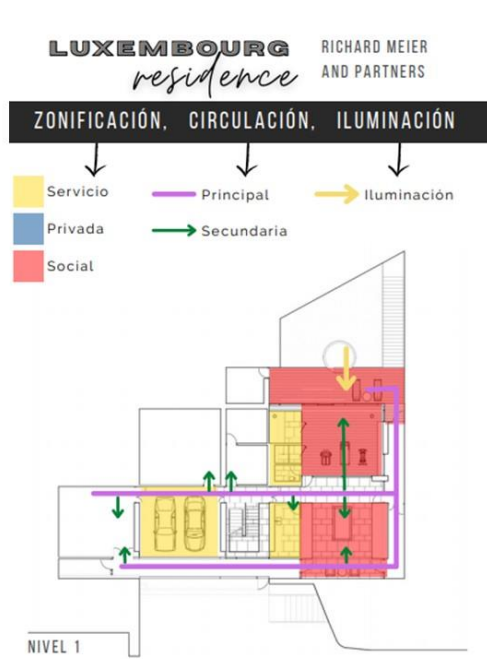 LUXEMBOURG
residence
RICHARD MEIER
AND PARTNERS
ZONIFICACIÓN, CIRCULACIÓN, ILUMINACIÓN
Servicio
Privada
Social
Principal
Secundaria
Iluminación
NIVEL 1